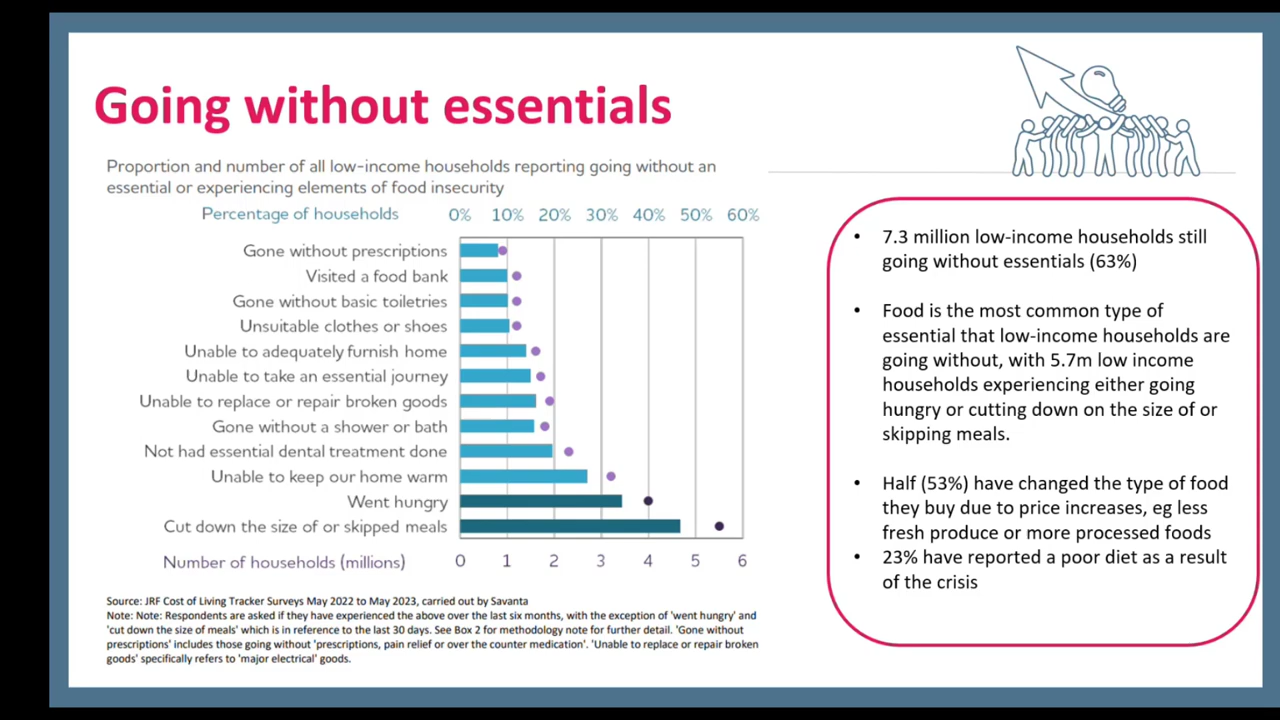 Going without essentials
Proportion and number of all low-income households reporting going without an
essential or experiencing elements of food insecurity
Percentage of households 0% 10% 20% 30% 40% 50% 60%
Gone without prescriptions
Visited a food bank
Gone without basic toiletries
Unsuitable clothes or shoes
Unable to adequately furnish home
Unable to take an essential journey
Unable to replace or repair broken goods
Gone without a shower or bath
Not had essential dental treatment done
Unable to keep our home warm
Went hungry
Cut down the size of or skipped meals
Number of households (millions) 0 1 2 3 4 5 6
Source: JRF Cost of Living Tracker Surveys May 2022 to May 2023, carried out by Savanta
Note: Note: Respondents are asked if they have experienced the above over the last six months, with the exception of 'went hungry' and
'cut down the size of meals' which is in reference to the last 30 days. See Box 2 for methodology note for further detail. 'Gone without
prescriptions' includes those going without 'prescriptions, pain relief or over the counter medication'. 'Unable to replace or repair broken
goods' specifically refers to 'major electrical' goods.
• 7.3 million low-income households still
going without essentials (63%)
• Food is the most common type of
essential that low-income households are
going without, with 5.7m low income
households experiencing either going
hungry or cutting down on the size of or
skipping meals.
• Half (53%) have changed the type of food
they buy due to price increases, eg less
fresh produce or more processed foods
• 23% have reported a poor diet as a result
of the crisis